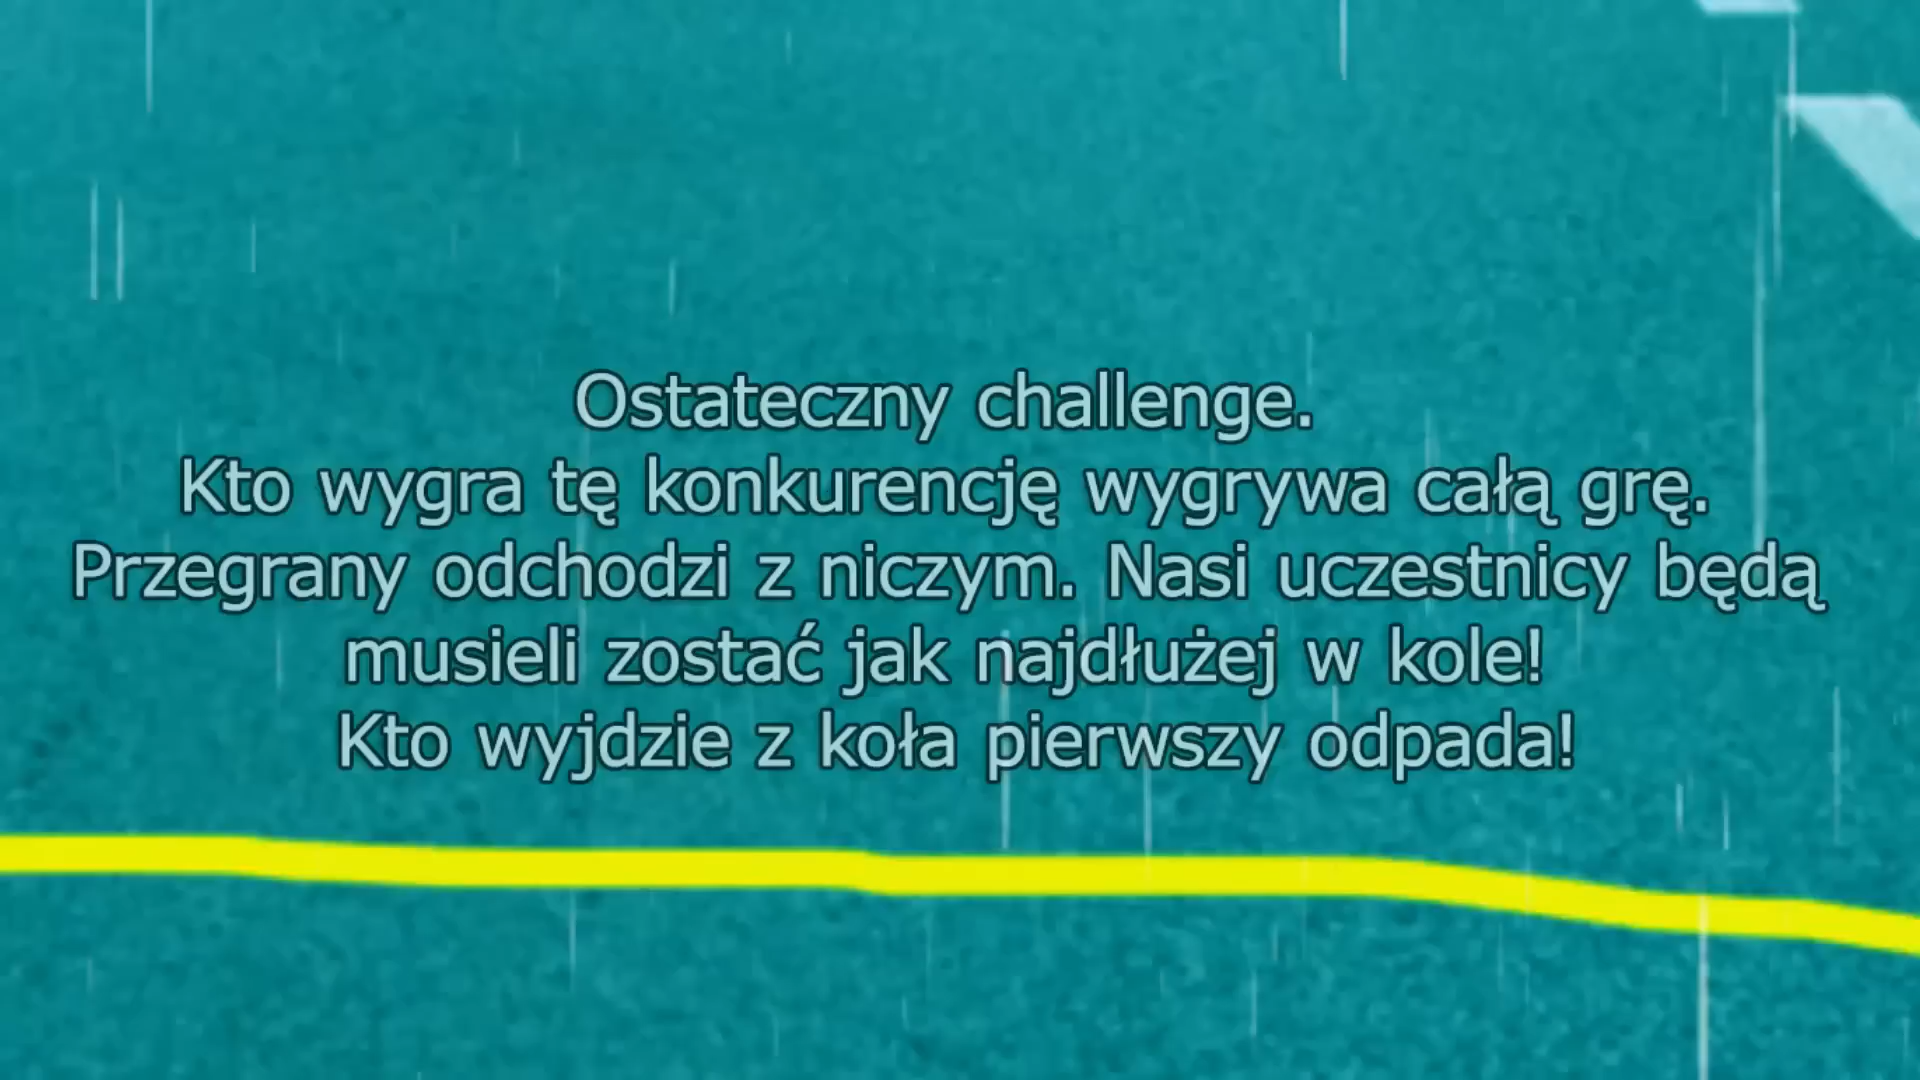 Ostateczny challenge.
Kto wygra tę konkurencję wygrywa całą grę.
Przegrany odchodzi z niczym. Nasi uczestnicy będą
musieli zostać jak najdłużej w kole!
Kto wyjdzie z koła pierwszy odpada!